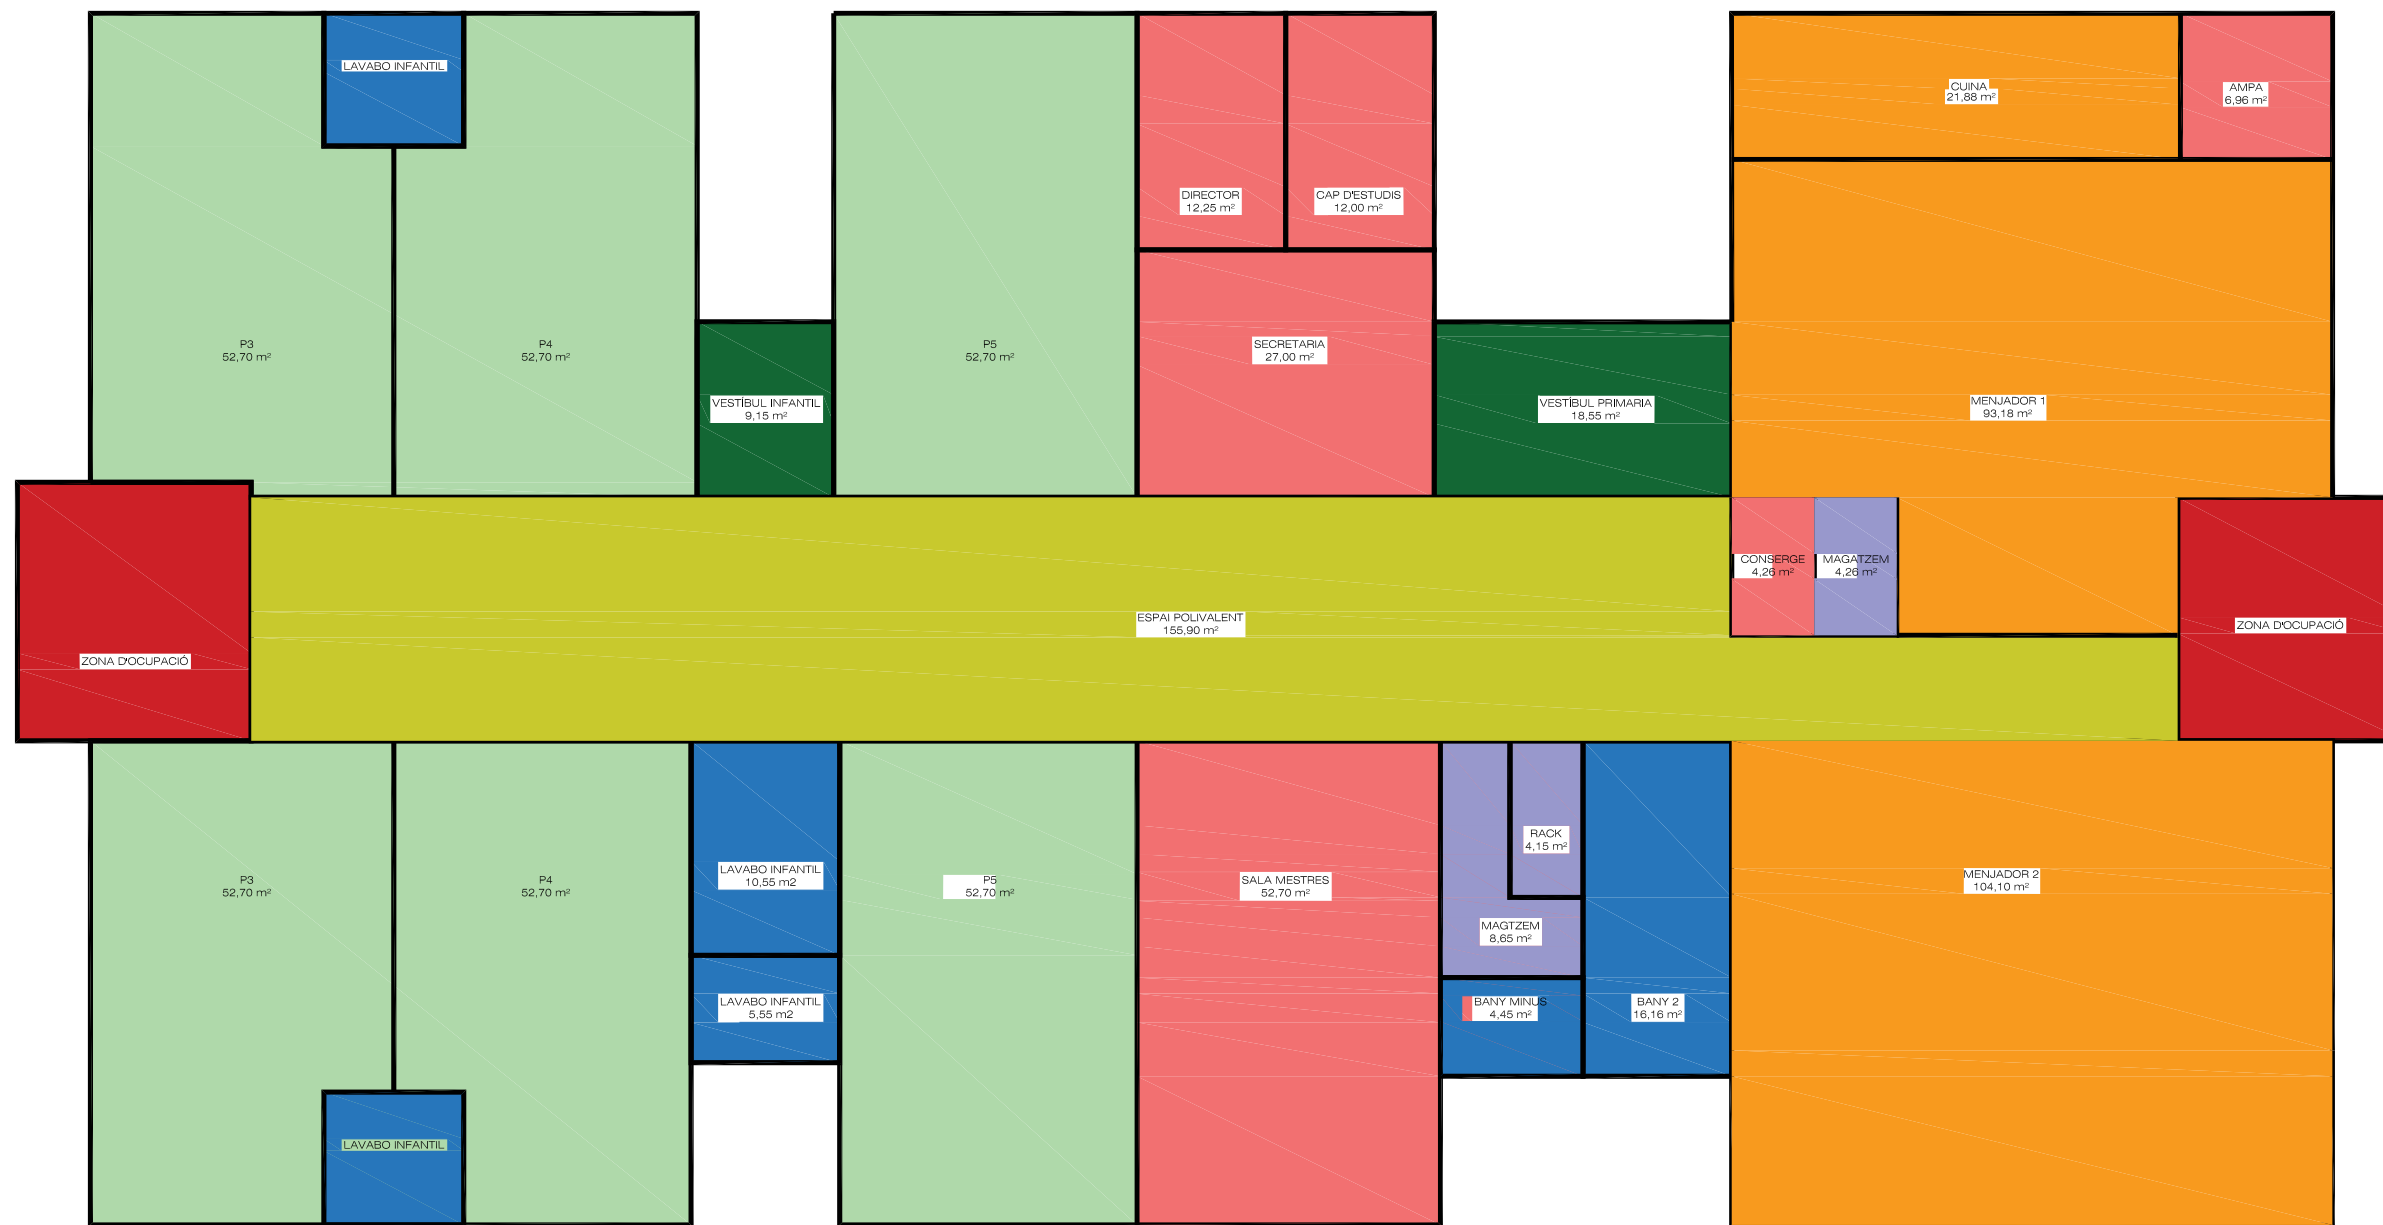 LAVABO INFANTIL
CUINA
21,88 m²
AMPA
6,96 m²
DIRECTOR
12,25 m²
CAP D'ESTUDIS
12,00 m²
P3
52,70 m²
P4
52,70 m²
P5
52,70 m²
SECRETARIA
27,00 m²
VESTÍBUL INFANTIL
9,15 m²
VESTÍBUL PRIMARIA
18,55 m²
MENJADOR 1
93,18 m²
CONSERGE
4,26 m²
MAGATZEM
4,26 m²
ESPAI POLIVALENT
155,90 m²
ZONA D'OCUPACIÓ
ZONA D'OCUPACIÓ
RACK
4,15 m²
P3
52,70 m²
P4
52,70 m²
LAVABO INFANTIL
10,55 m2
P5
52,70 m²
SALA MESTRES
52,70 m²
MENJADOR 2
104,10 m²
MAGTZEM
8,65 m²
LAVABO INFANTIL
5,55 m2
BANY MINUS
4,45 m²
BANY 2
16,16 m²
LAVABO INFANTIL